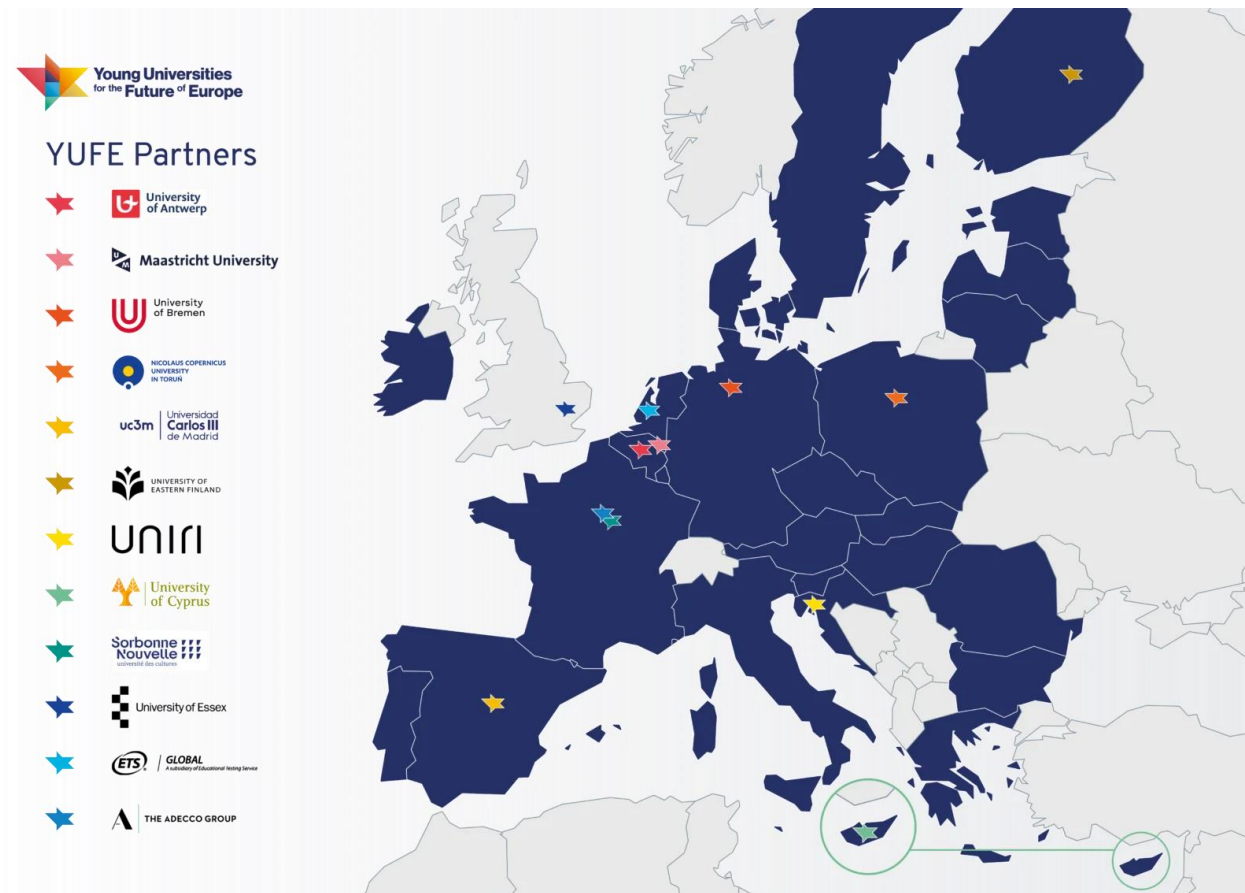 Young Universities
for the Future of Europe
YUFE Partners
University
of Antwerp
UM Maastricht University
University
of Bremen
NICOLAUS COPERNICUS
UNIVERSITY
IN TORUŃ
uc3m
Universidad
Carlos III
de Madrid
UNIVERSITY OF
EASTERN FINLAND
UNIRI
University
of Cyprus
Sorbonne
Nouvelle
université des cultures
University of Essex
ETS GLOBAL
A subsidiary of Educational Testing Service
THE ADECCO GROUP